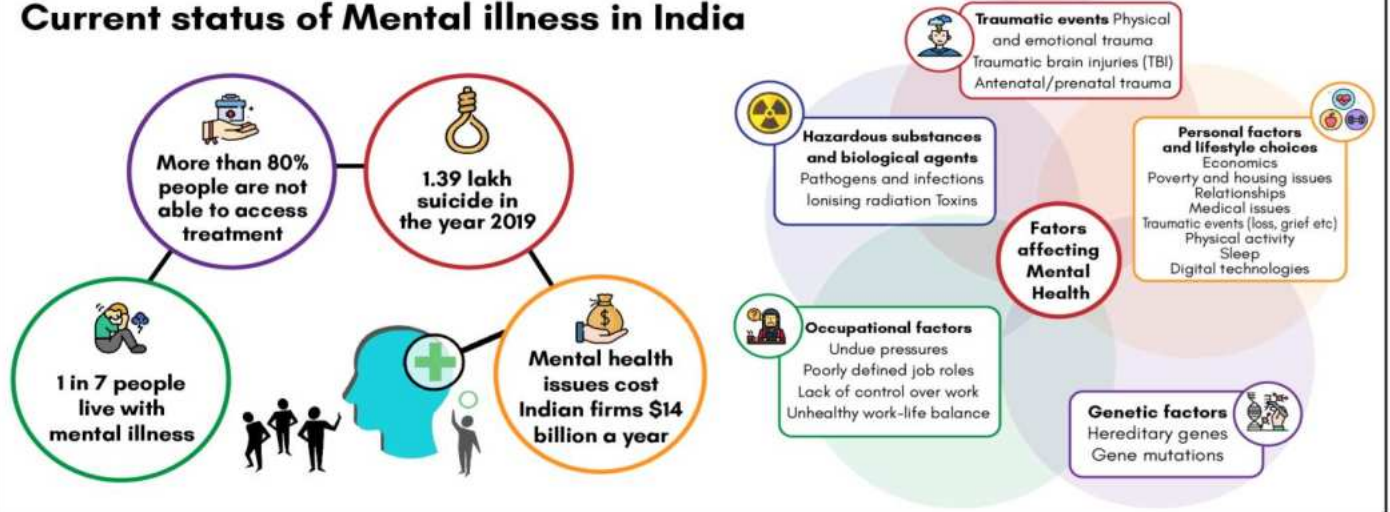 Current status of Mental illness in India
More than 80%
people are not
able to access
treatment
1.39 lakh
suicide in
the year 2019
1 in 7 people
live with
mental illness
Mental health
issues cost
Indian firms $14
billion a year
Traumatic events Physical
and emotional trauma
Traumatic brain injuries (TBI)
Antenatal/prenatal trauma
Hazardous substances
and biological agents
Pathogens and infections
Ionising radiation Toxins
Personal factors
and lifestyle choices
Economics
Poverty and housing issues
Relationships
Medical issues
Traumatic events (loss, grief etc)
Physical activity
Sleep
Digital technologies
Fators
affecting
Mental
Health
Occupational factors
Undue pressures
Poorly defined job roles
Lack of control over work
Unhealthy work-life balance
Genetic factors
Hereditary genes
Gene mutations